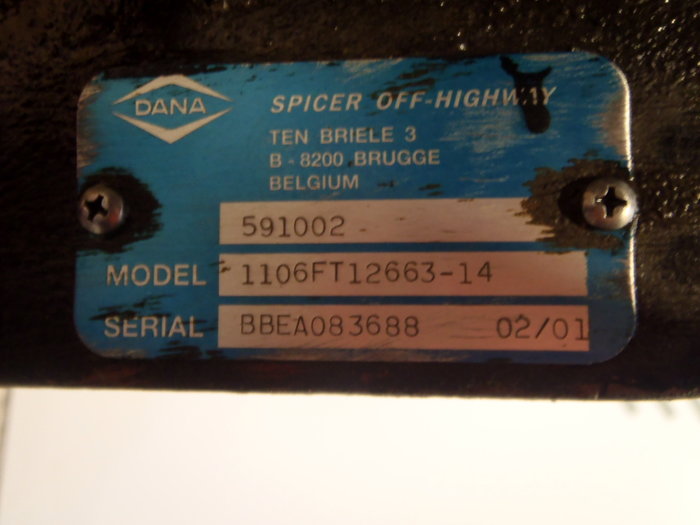 DANA
SPICER OFF-HIGHWAY
TEN BRIELE 3
B - 8200 BRUGGE
BELGIUM
591002
MODEL 1106FT12663-14
SERIAL BBEA083688 02/01